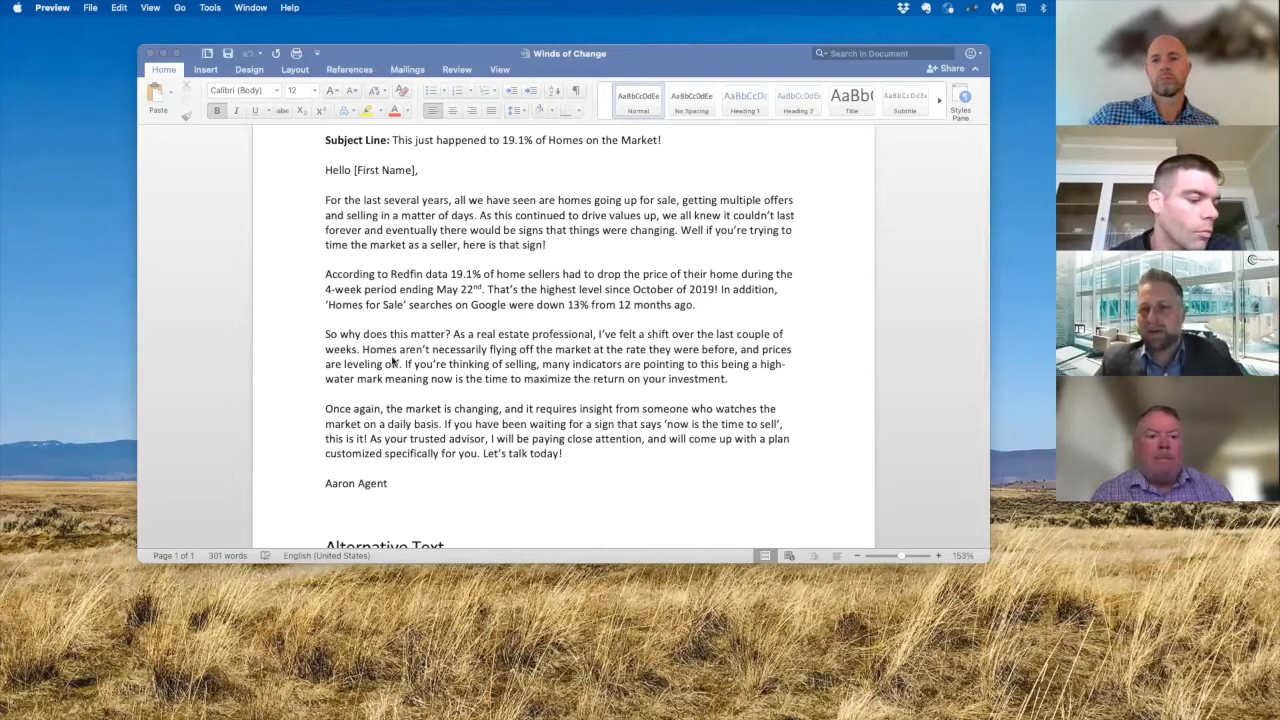 Preview File Edit View Go Tools Window Help
Winds of Change
Search in Document
Home Insert Design Layout References Mailings Review View
Share
Paste
Calibri (Body) 12
AaBbCcDdEe AaBbCcDdEe AaBbCcDc AaBbCcDdEe AaBbC AaBbCcDdEe
Normal No Spacing Heading 1 Heading 2 Title Subtitle
Styles
Pane
Subject Line: This just happened to 19.1% of Homes on the Market!
Hello [First Name],
For the last several years, all we have seen are homes going up for sale, getting multiple offers
and selling in a matter of days. As this continued to drive values up, we all knew it couldn't last
forever and eventually there would be signs that things were changing. Well if you're trying to
time the market as a seller, here is that sign!
According to Redfin data 19.1% of home sellers had to drop the price of their home during the
4-week period ending May 22nd. That's the highest level since October of 2019! In addition,
'Homes for Sale' searches on Google were down 13% from 12 months ago.
So why does this matter? As a real estate professional, I've felt a shift over the last couple of
weeks. Homes aren't necessarily flying off the market at the rate they were before, and prices
are leveling off. If you're thinking of selling, many indicators are pointing to this being a high-
water mark meaning now is the time to maximize the return on your investment.
Once again, the market is changing, and it requires insight from someone who watches the
market on a daily basis. If you have been waiting for a sign that says 'now is the time to sell',
this is it! As your trusted advisor, I will be paying close attention, and will come up with a plan
customized specifically for you. Let's talk today!
Aaron Agent
Alternative Text
Page 1 of 1 301 words English (United States) 153%